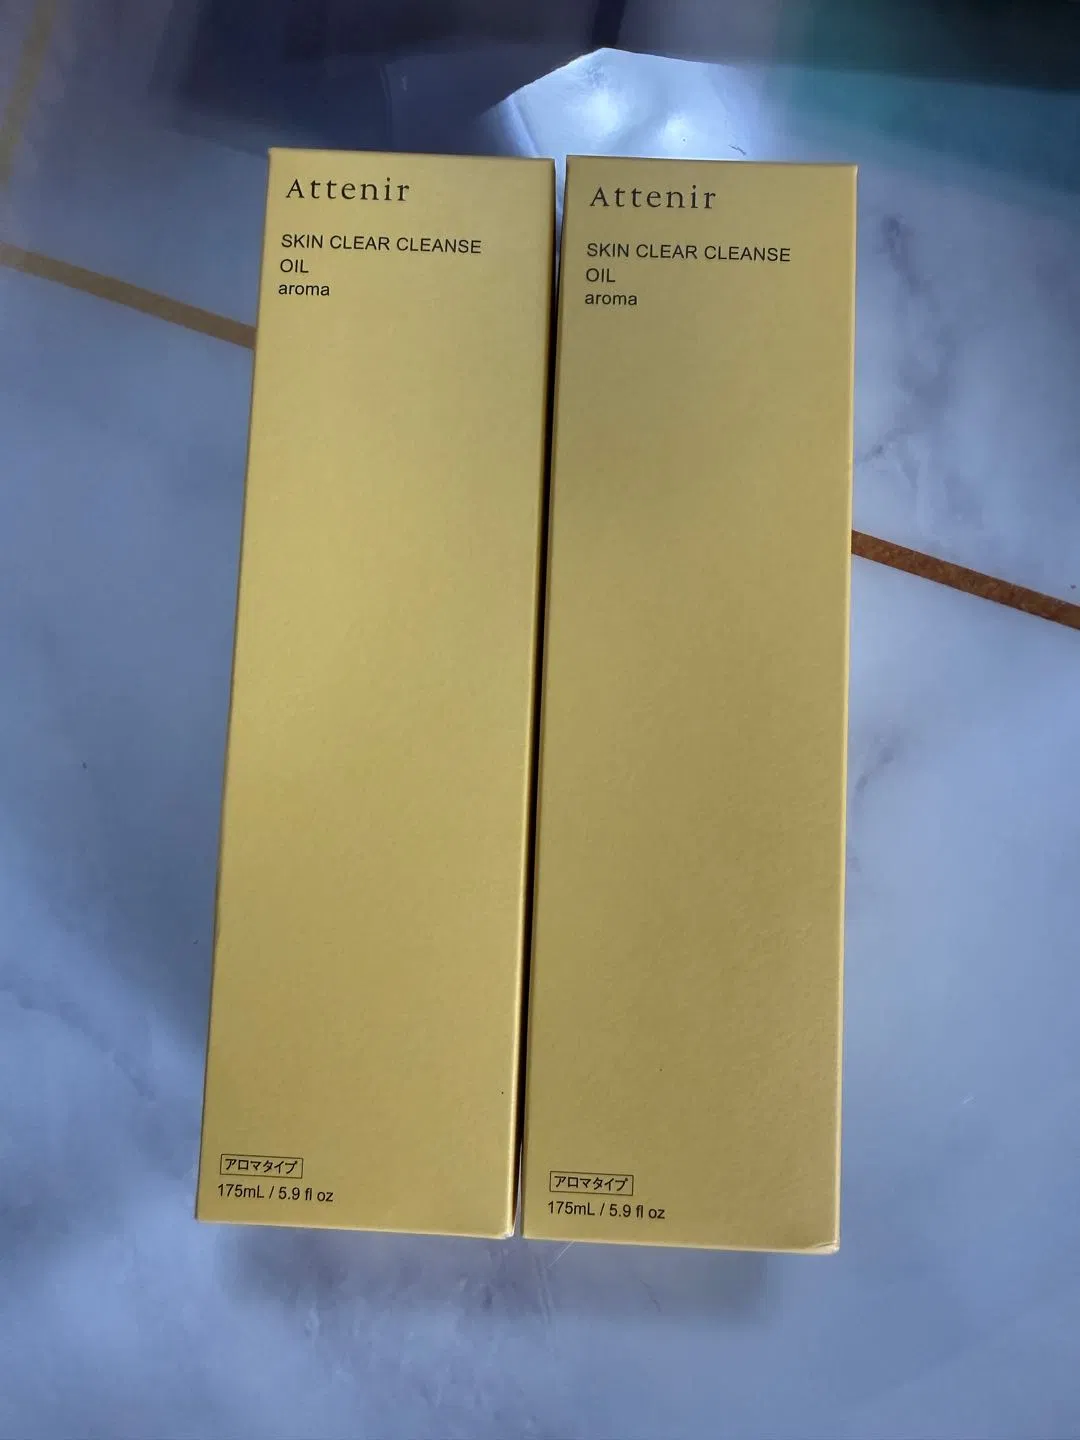 Attenir
SKIN CLEAR CLEANSE
OIL
aroma
アロマタイプ
175mL / 5.9 fl oz
Attenir
SKIN CLEAR CLEANSE
OIL
aroma
アロマタイプ
175mL / 5.9 fl oz